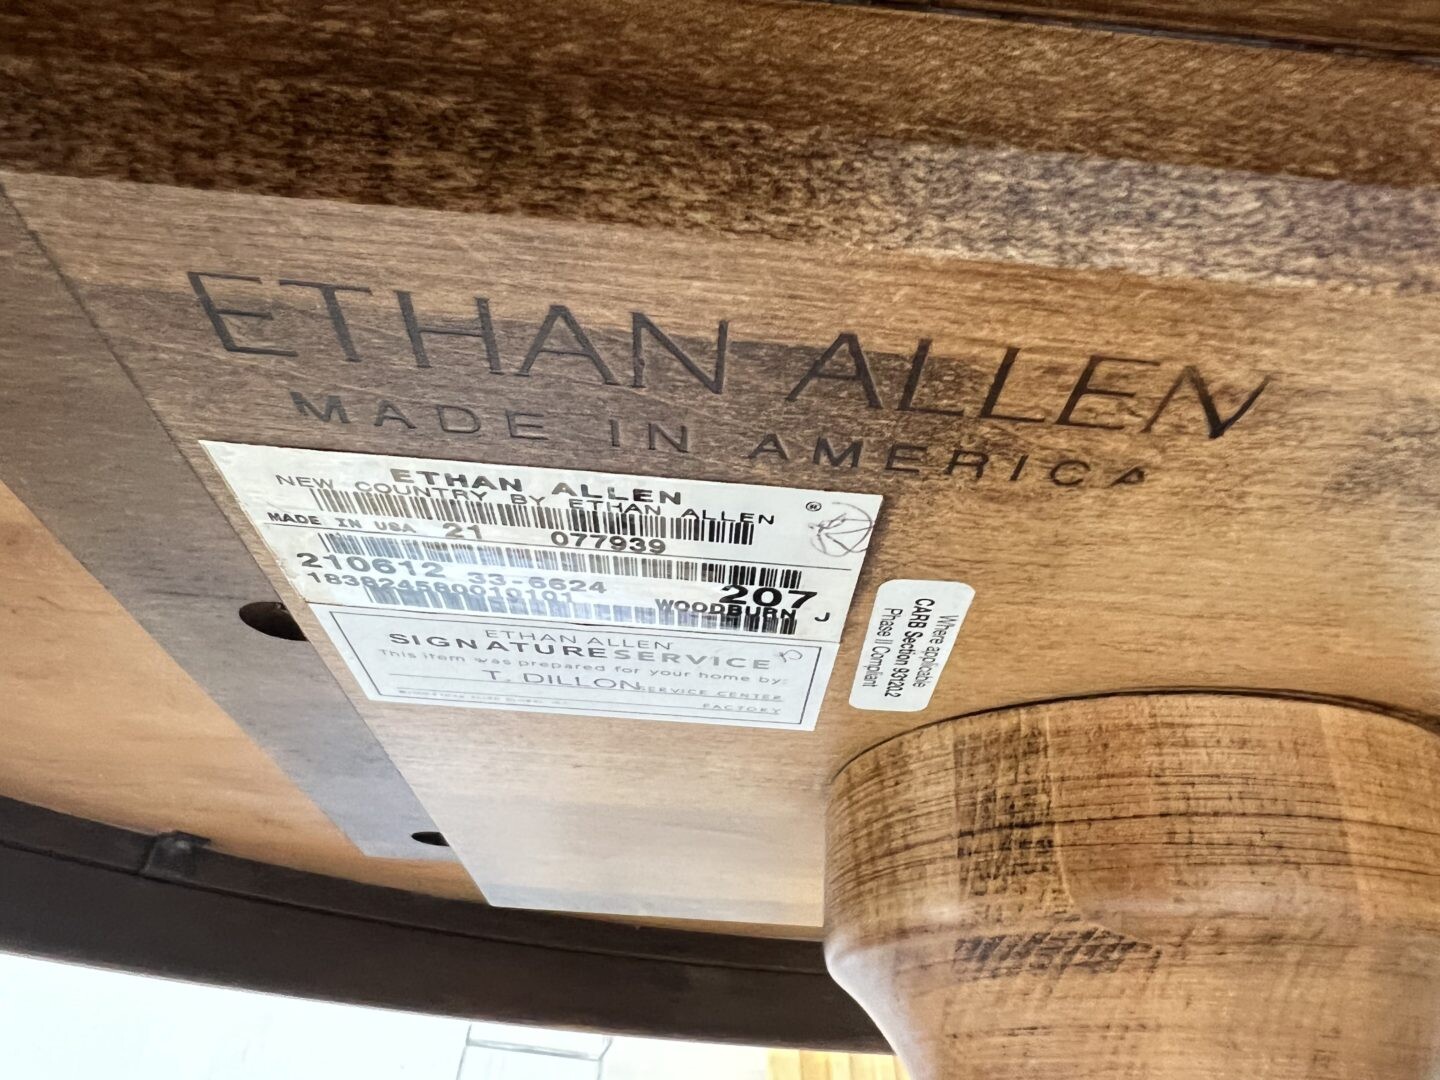 ETHAN ALLEN
MADE IN AMERICA
ETHAN ALLEN ®
NEW COUNTRY BY ETHAN ALLEN
MADE IN USA 21 077939
210612 33-6624 207
183824580010101 WOODBURN J
ETHAN ALLEN
SIGNATURESERVICE
This item was prepared for your home by:
T. DILLON SERVICE CENTER
FACTORY
Where applicable
CARB Section 93120.2
Phase II Compliant